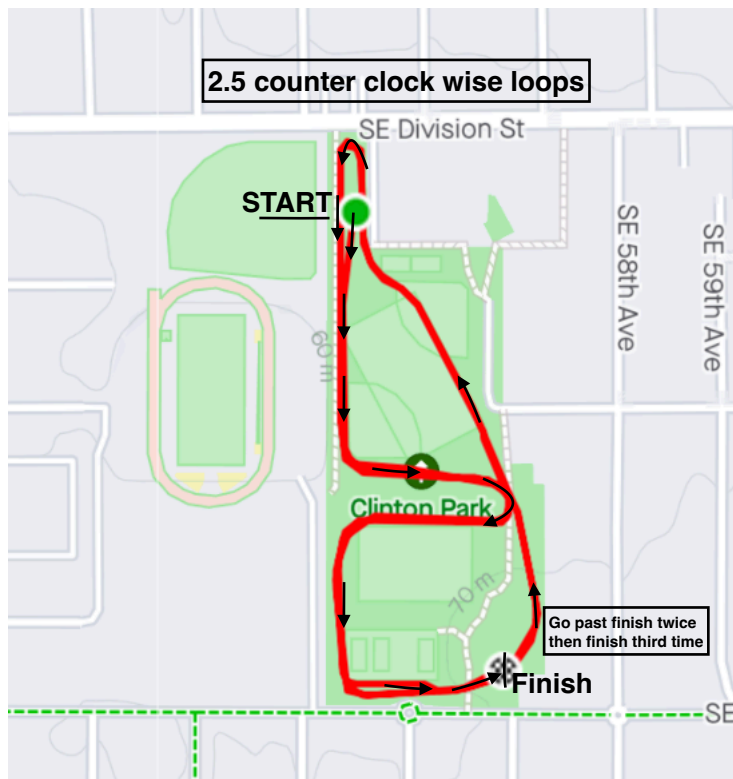 2.5 counter clock wise loops
SE Division St
START
SE 58th Ave
SE 59th Ave
60 m
Clinton Park
70 m
Go past finish twice
then finish third time
Finish
SE